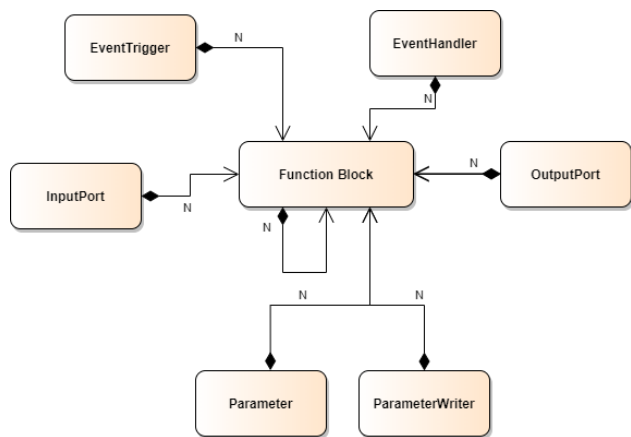 EventTrigger
N
EventHandler
N
InputPort
N
Function Block
N
N
OutputPort
N
N
Parameter
ParameterWriter